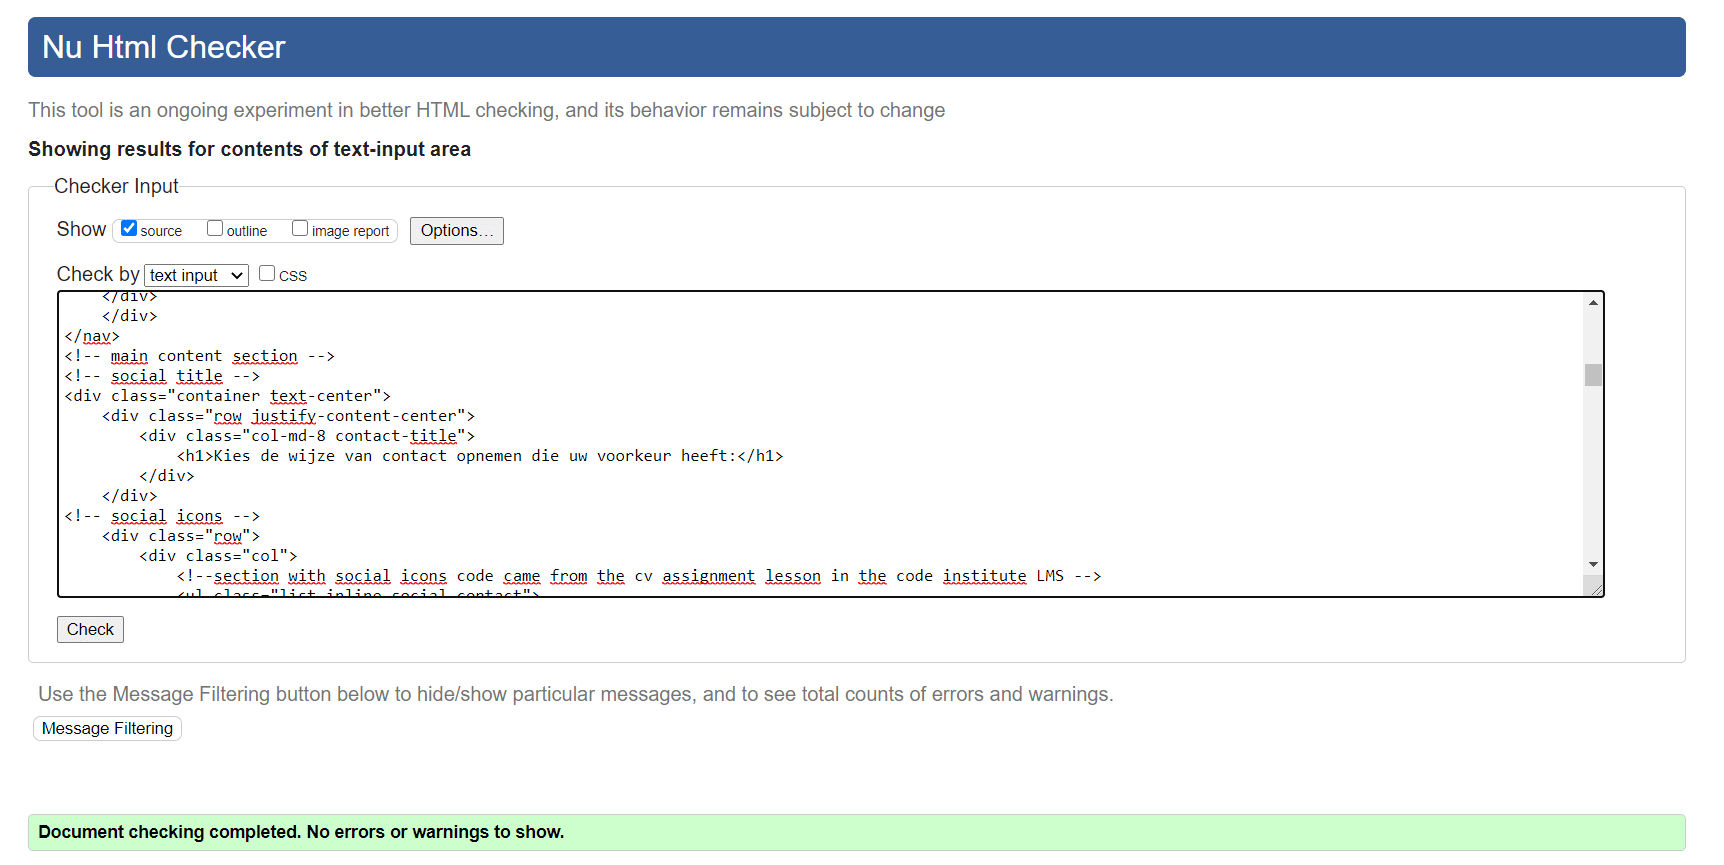 Nu Html Checker
This tool is an ongoing experiment in better HTML checking, and its behavior remains subject to change
Showing results for contents of text-input area
Checker Input
Show source outline image report Options...
Check by text input CSS
</div>
</div>
</nav>
<!-- main content section -->
<!-- social title -->
<div class="container text-center">
<div class="row justify-content-center">
<div class="col-md-8 contact-title">
<h1>Kies de wijze van contact opnemen die uw voorkeur heeft:</h1>
</div>
</div>
<!-- social icons -->
<div class="row">
<div class="col">
<!--section with social icons code came from the cv assignment lesson in the code institute LMS -->
<ul class="list-inline social-contact">
Check
Use the Message Filtering button below to hide/show particular messages, and to see total counts of errors and warnings.
Message Filtering
Document checking completed. No errors or warnings to show.